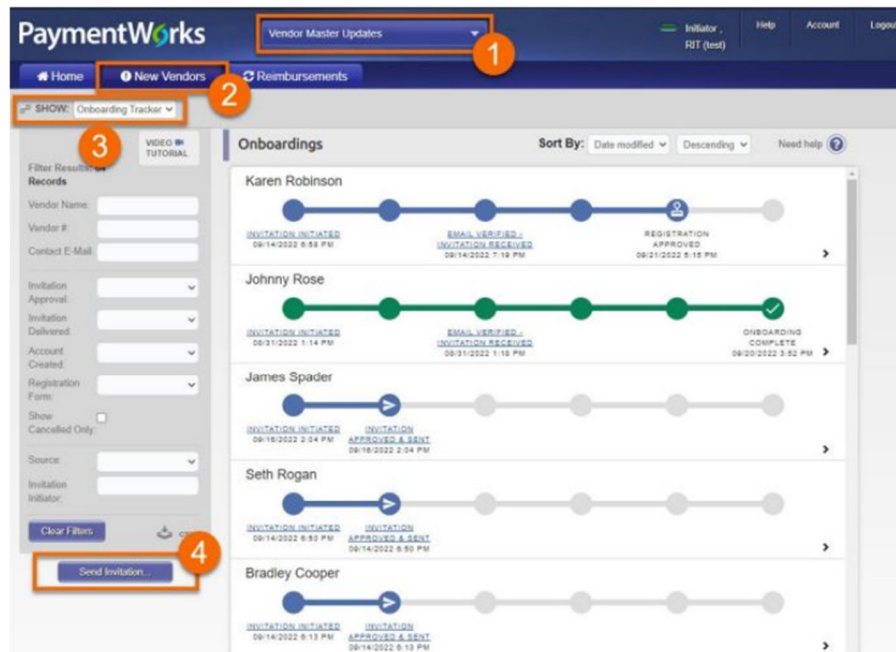 PaymentWorks
Vendor Master Updates
1
Initiator ,
RIT (test)
Help
Account
Logout
Home
New Vendors
Reimbursements
2
SHOW: Onboarding Tracker
3
VIDEO
TUTORIAL
Filter Results:
Records
Vendor Name:
Vendor #:
Contact E-Mail:
Invitation
Approval:
Invitation
Delivered:
Account
Created:
Registration
Form:
Show
Cancelled Only:
Source:
Invitation
Initiator:
Clear Filters
4
Send Invitation...
Onboardings
Sort By: Date modified Descending
Need help ?
Karen Robinson
INVITATION INITIATED
09/14/2022 6:58 PM
EMAIL VERIFIED -
INVITATION RECEIVED
09/14/2022 7:19 PM
REGISTRATION
APPROVED
09/21/2022 5:15 PM
Johnny Rose
INVITATION INITIATED
08/31/2022 1:14 PM
EMAIL VERIFIED -
INVITATION RECEIVED
08/31/2022 1:18 PM
ONBOARDING
COMPLETE
09/20/2022 3:52 PM
James Spader
INVITATION INITIATED
09/16/2022 2:04 PM
INVITATION
APPROVED & SENT
09/16/2022 2:04 PM
Seth Rogan
INVITATION INITIATED
09/14/2022 6:50 PM
INVITATION
APPROVED & SENT
09/14/2022 6:50 PM
Bradley Cooper
INVITATION INITIATED
09/14/2022 6:13 PM
INVITATION
APPROVED & SENT
09/14/2022 6:13 PM